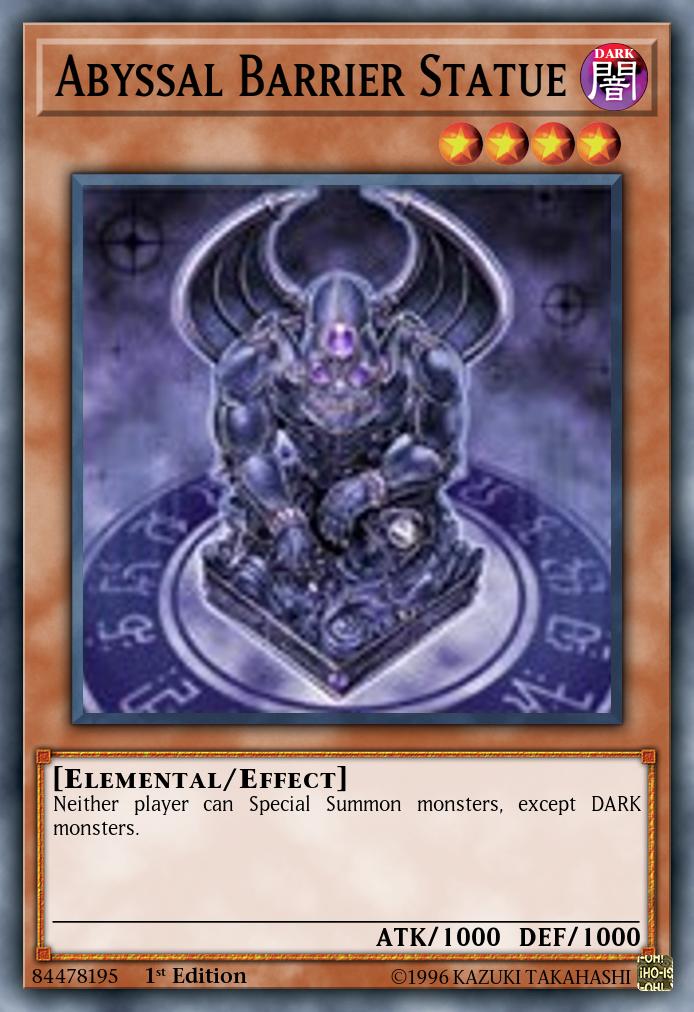 ABYSSAL BARRIER STATUE
DARK
闇
[ELEMENTAL/EFFECT]
Neither player can Special Summon monsters, except DARK
monsters.
ATK/1000 DEF/1000
84478195 1st Edition ©1996 KAZUKI TAKAHASHI